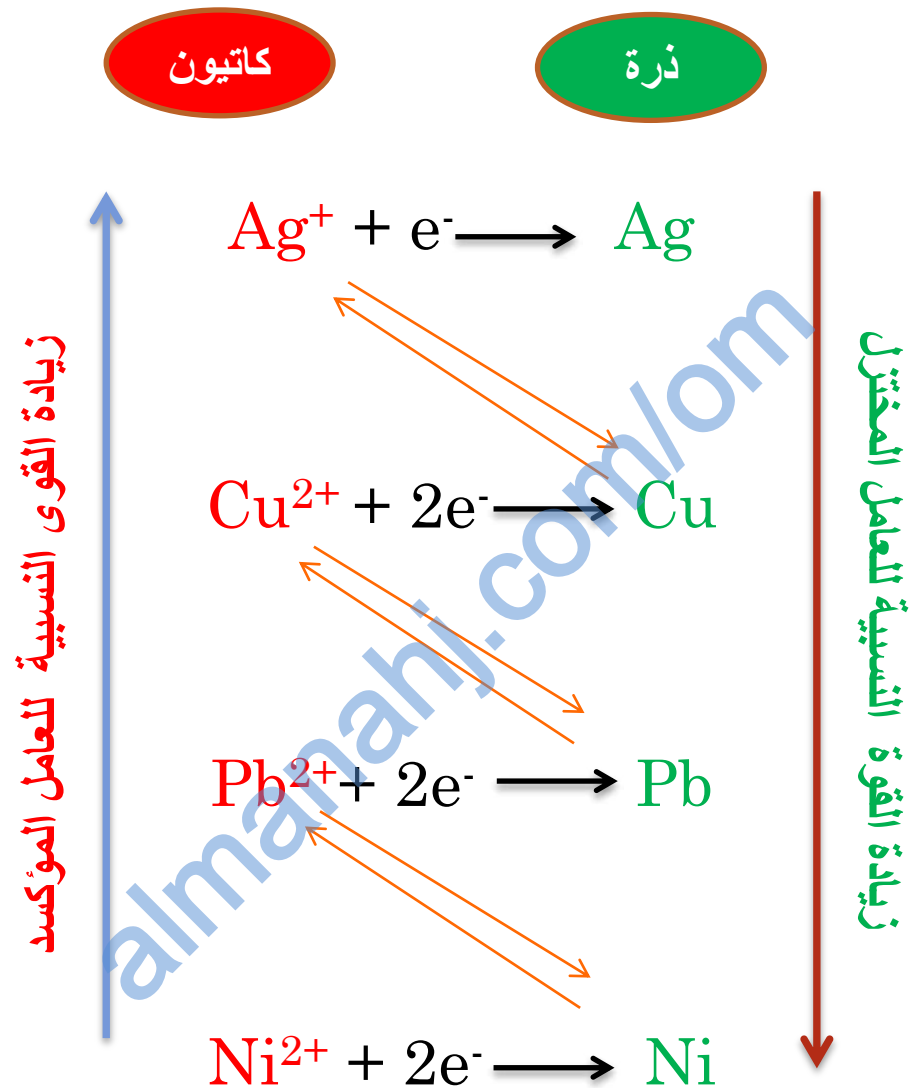 كاتيون
ذرة
Ag⁺ + e⁻ → Ag
Cu²⁺ + 2e⁻ → Cu
Pb²⁺ + 2e⁻ → Pb
Ni²⁺ + 2e⁻ → Ni
زيادة القوى النسبية للعامل المؤكسد
زيادة القوة النسبية للعامل المختزل
almanahj.com/om